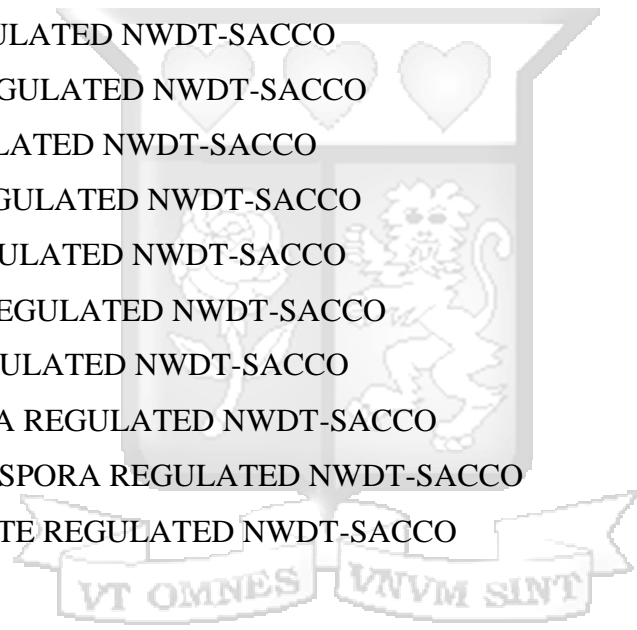 ULATED NWDT-SACCO
GULATED NWDT-SACCO
LATED NWDT-SACCO
GULATED NWDT-SACCO
ULATED NWDT-SACCO
REGULATED NWDT-SACCO
ULATED NWDT-SACCO
A REGULATED NWDT-SACCO
SPORA REGULATED NWDT-SACCO
TE REGULATED NWDT-SACCO
VT OMNES VNVM SINT